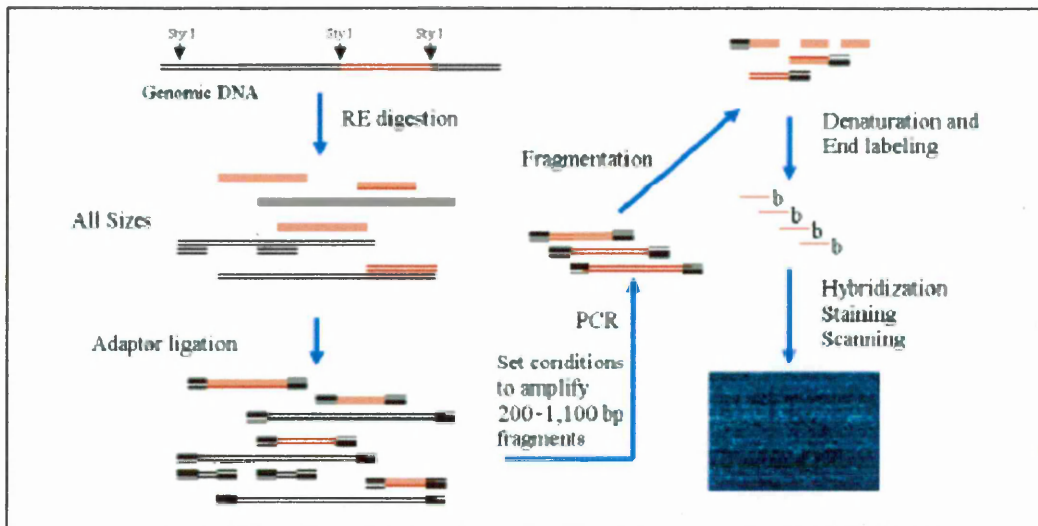 Sty I Sty I Sty I
Genomic DNA
RE digestion
All Sizes
Adaptor ligation
PCR
Set conditions
to amplify
200-1,100 bp
fragments
Fragmentation
Denaturation and
End labeling
b
b
b
b
Hybridization
Staining
Scanning